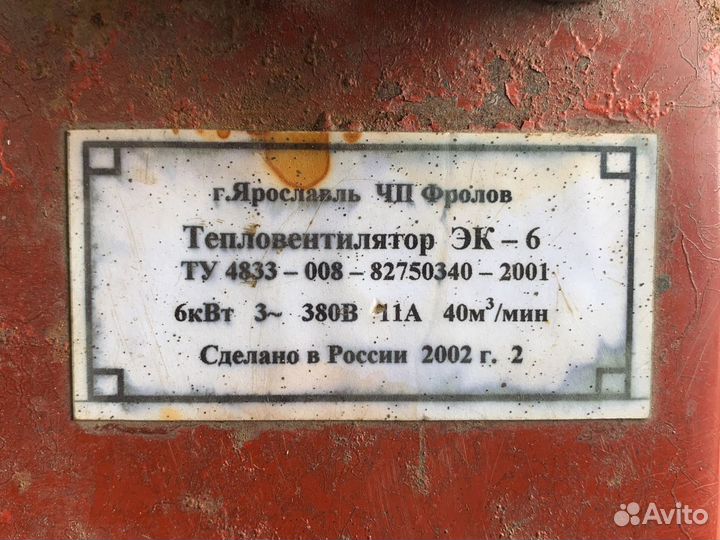 г.Ярославль ЧП Фролов
Тепловентилятор ЭК – 6
ТУ 4833 – 008 – 82750340 – 2001
6кВт 3~ 380В 11А 40м³/мин
Сделано в России 2002 г. 2
Avito